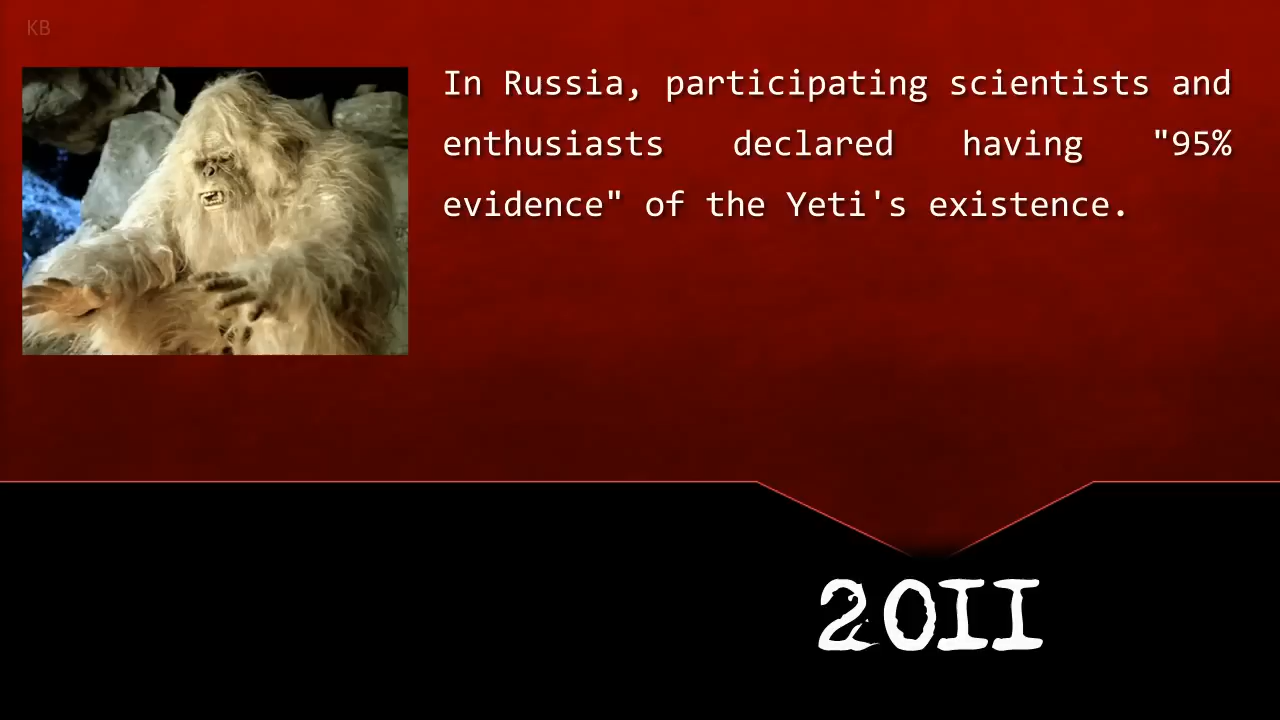 KB
In Russia, participating scientists and
enthusiasts declared having "95%
evidence" of the Yeti's existence.
2011